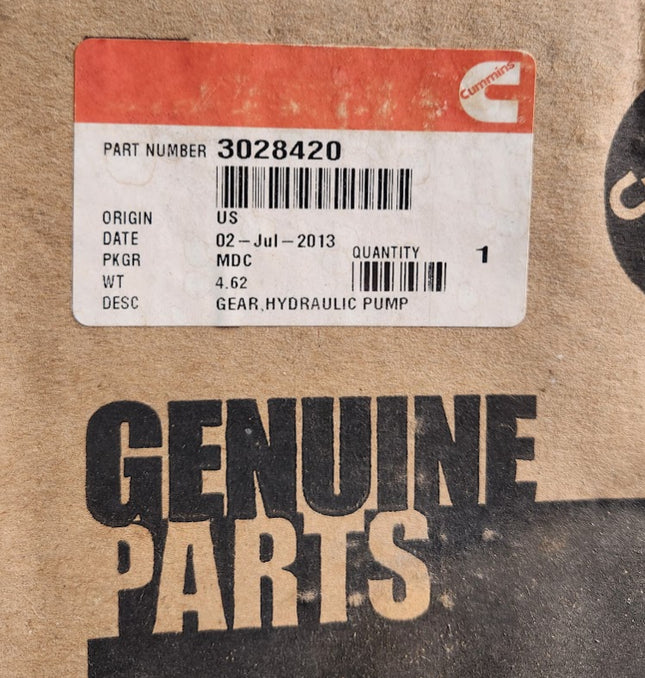 Cummins
PART NUMBER 3028420
ORIGIN US
DATE 02-Jul-2013
PKGR MDC QUANTITY 1
WT 4.62
DESC GEAR,HYDRAULIC PUMP
GENUINE
PARTS